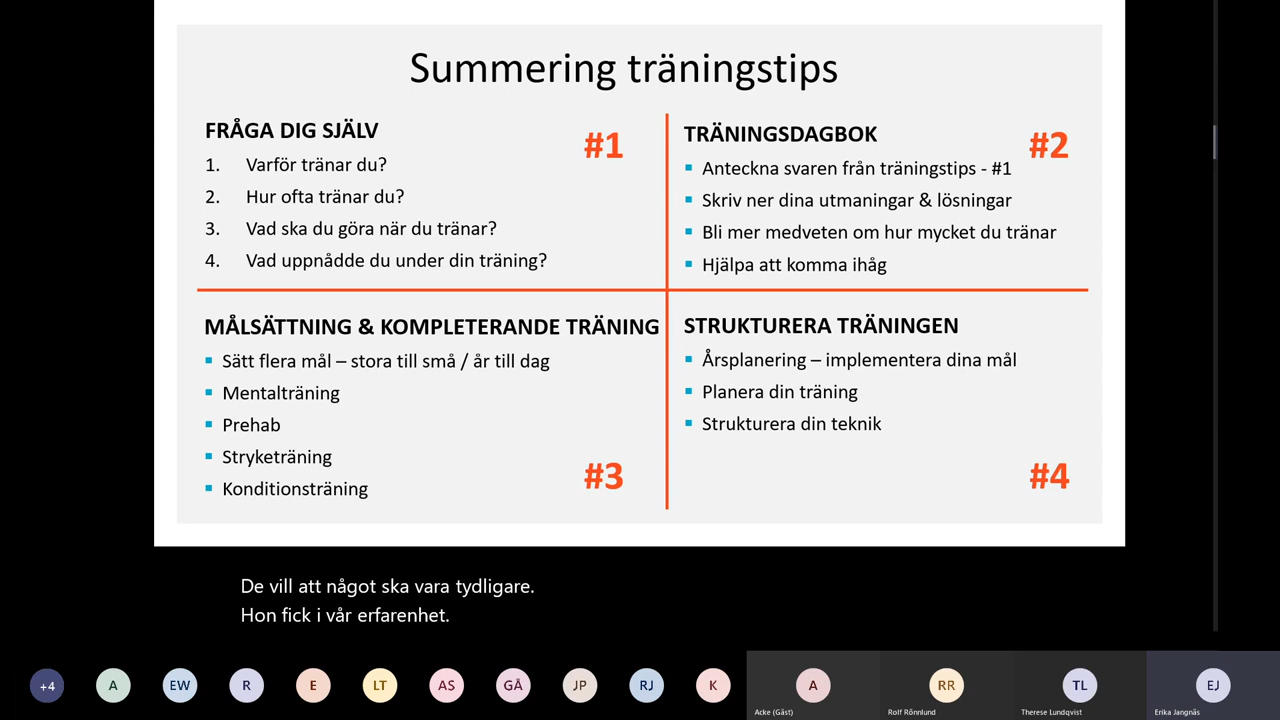 Summering träningstips
FRÅGA DIG SJÄLV
#1
1. Varför tränar du?
2. Hur ofta tränar du?
3. Vad ska du göra när du tränar?
4. Vad uppnådde du under din träning?
TRÄNINGSDAGBOK
#2
Anteckna svaren från träningstips - #1
Skriv ner dina utmaningar & lösningar
Bli mer medveten om hur mycket du tränar
Hjälpa att komma ihåg
MÅLSÄTTNING & KOMPLETERANDE TRÄNING
Sätt flera mål – stora till små / år till dag
Mentalträning
Prehab
Stryketräning
Konditionsträning
#3
STRUKTURERA TRÄNINGEN
Årsplanering – implementera dina mål
Planera din träning
Strukturera din teknik
#4
De vill att något ska vara tydligare.
Hon fick i vår erfarenhet.
+4 A EW R E LT AS GÅ JP RJ K A RR TL EJ
Acke (Gäst) Rolf Rönnlund Therese Lundqvist Erika Jangnäs